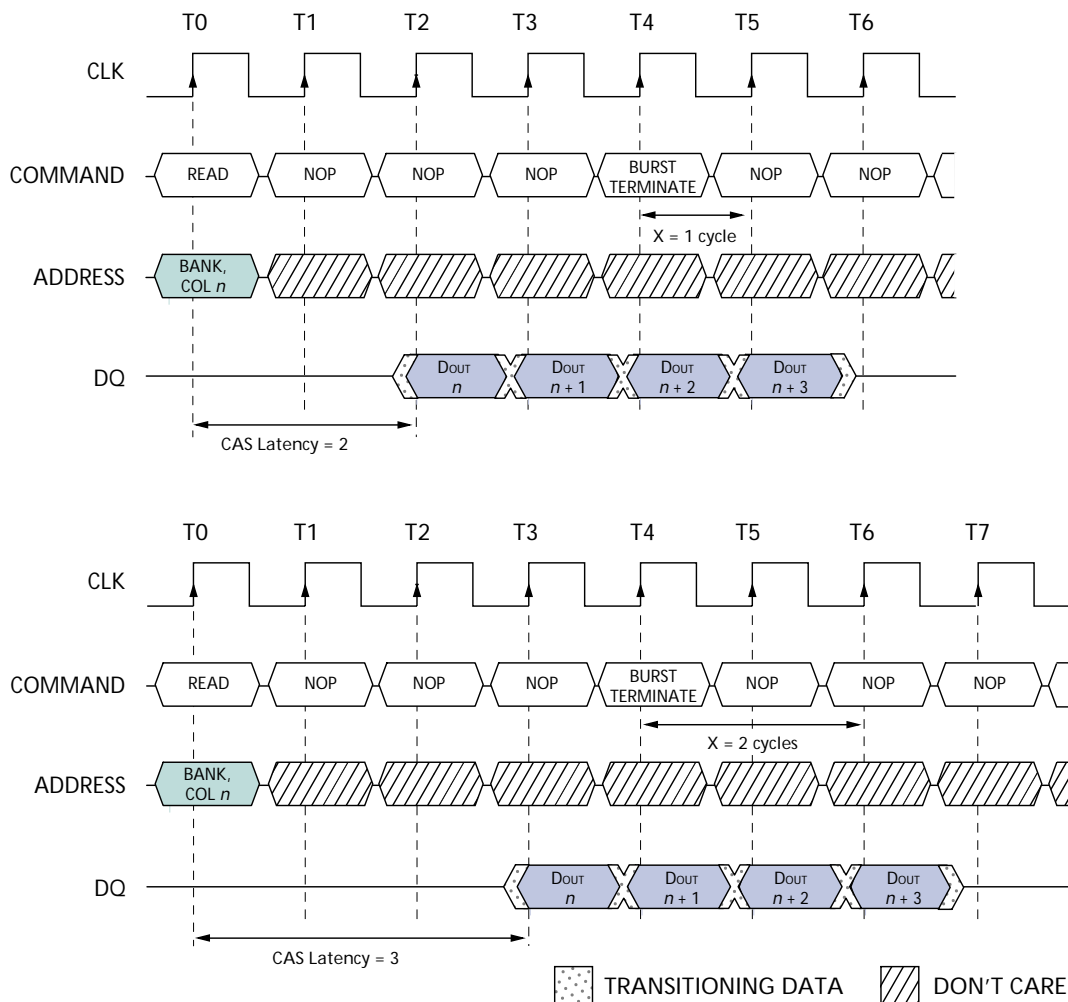 T0 T1 T2 T3 T4 T5 T6
CLK
COMMAND READ NOP NOP NOP BURST TERMINATE NOP NOP
X = 1 cycle
ADDRESS BANK, COL n
DQ DOUT n DOUT n + 1 DOUT n + 2 DOUT n + 3
CAS Latency = 2
T0 T1 T2 T3 T4 T5 T6 T7
CLK
COMMAND READ NOP NOP NOP BURST TERMINATE NOP NOP NOP
X = 2 cycles
ADDRESS BANK, COL n
DQ DOUT n DOUT n + 1 DOUT n + 2 DOUT n + 3
CAS Latency = 3
TRANSITIONING DATA DON'T CARE